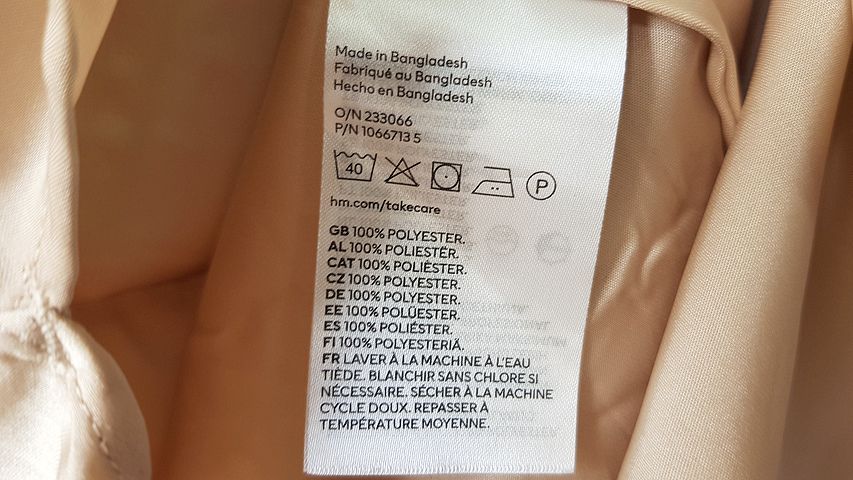 Made in Bangladesh
Fabriqué au Bangladesh
Hecho en Bangladesh
O/N 233066
P/N 1066713 5
40 P
hm.com/takecare
GB 100% POLYESTER.
AL 100% POLIESTËR.
CAT 100% POLIÈSTER.
CZ 100% POLYESTER.
DE 100% POLYESTER.
EE 100% POLÜESTER.
ES 100% POLIÉSTER.
FI 100% POLYESTERIÄ.
FR LAVER À LA MACHINE À L'EAU
TIÈDE. BLANCHIR SANS CHLORE SI
NÉCESSAIRE. SÉCHER À LA MACHINE
CYCLE DOUX. REPASSER À
TEMPÉRATURE MOYENNE.